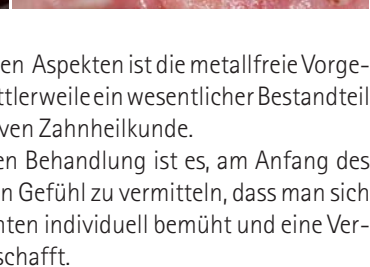 en Aspekten ist die metallfreie Vorge-
ttlerweile ein wesentlicher Bestandteil
ven Zahnheilkunde.
en Behandlung ist es, am Anfang des
n Gefühl zu vermitteln, dass man sich
nten individuell bemüht und eine Ver-
schafft.